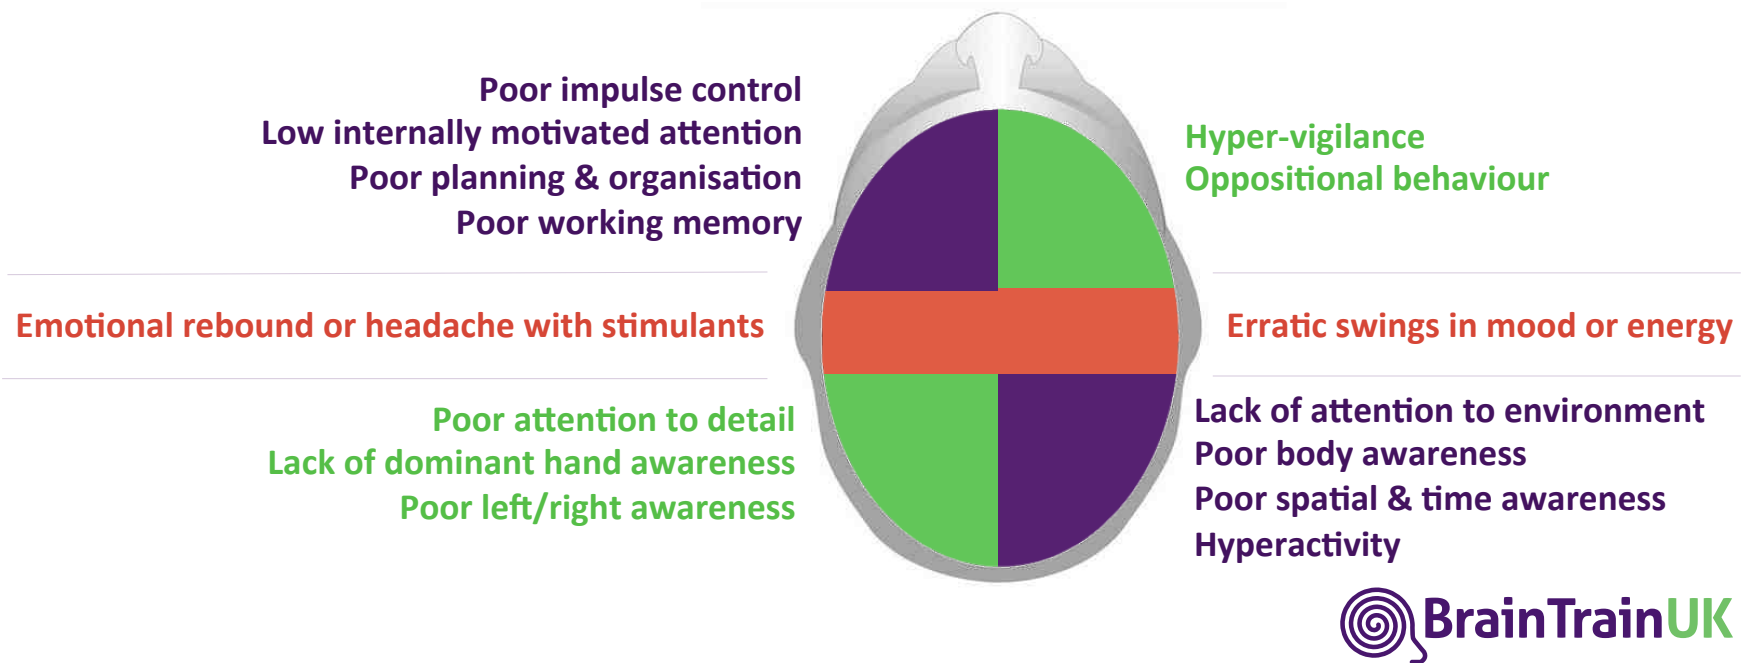 Poor impulse control
Low internally motivated attention
Poor planning & organisation
Poor working memory
Hyper-vigilance
Oppositional behaviour
Emotional rebound or headache with stimulants
Erratic swings in mood or energy
Poor attention to detail
Lack of dominant hand awareness
Poor left/right awareness
Lack of attention to environment
Poor body awareness
Poor spatial & time awareness
Hyperactivity
BrainTrainUK